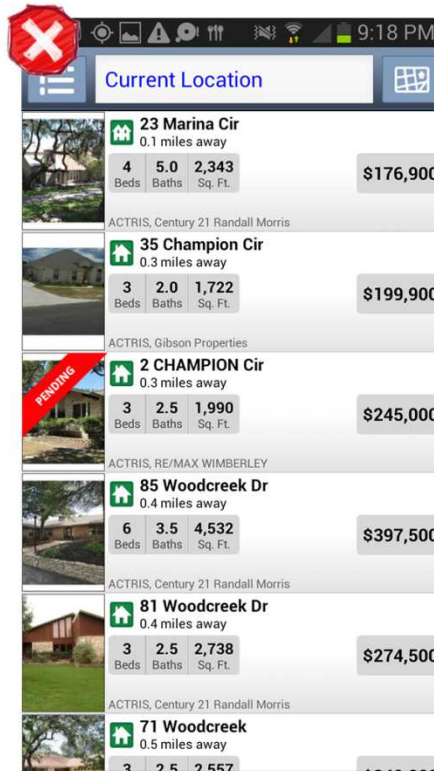 9:18 PM
Current Location
23 Marina Cir
0.1 miles away
4 5.0 2,343
Beds Baths Sq. Ft.
$176,900
ACTRIS, Century 21 Randall Morris
35 Champion Cir
0.3 miles away
3 2.0 1,722
Beds Baths Sq. Ft.
$199,900
ACTRIS, Gibson Properties
PENDING
2 CHAMPION Cir
0.3 miles away
3 2.5 1,990
Beds Baths Sq. Ft.
$245,000
ACTRIS, RE/MAX WIMBERLEY
85 Woodcreek Dr
0.4 miles away
6 3.5 4,532
Beds Baths Sq. Ft.
$397,500
ACTRIS, Century 21 Randall Morris
81 Woodcreek Dr
0.4 miles away
3 2.5 2,738
Beds Baths Sq. Ft.
$274,500
ACTRIS, Century 21 Randall Morris
71 Woodcreek
0.5 miles away
3 2.5 2,557